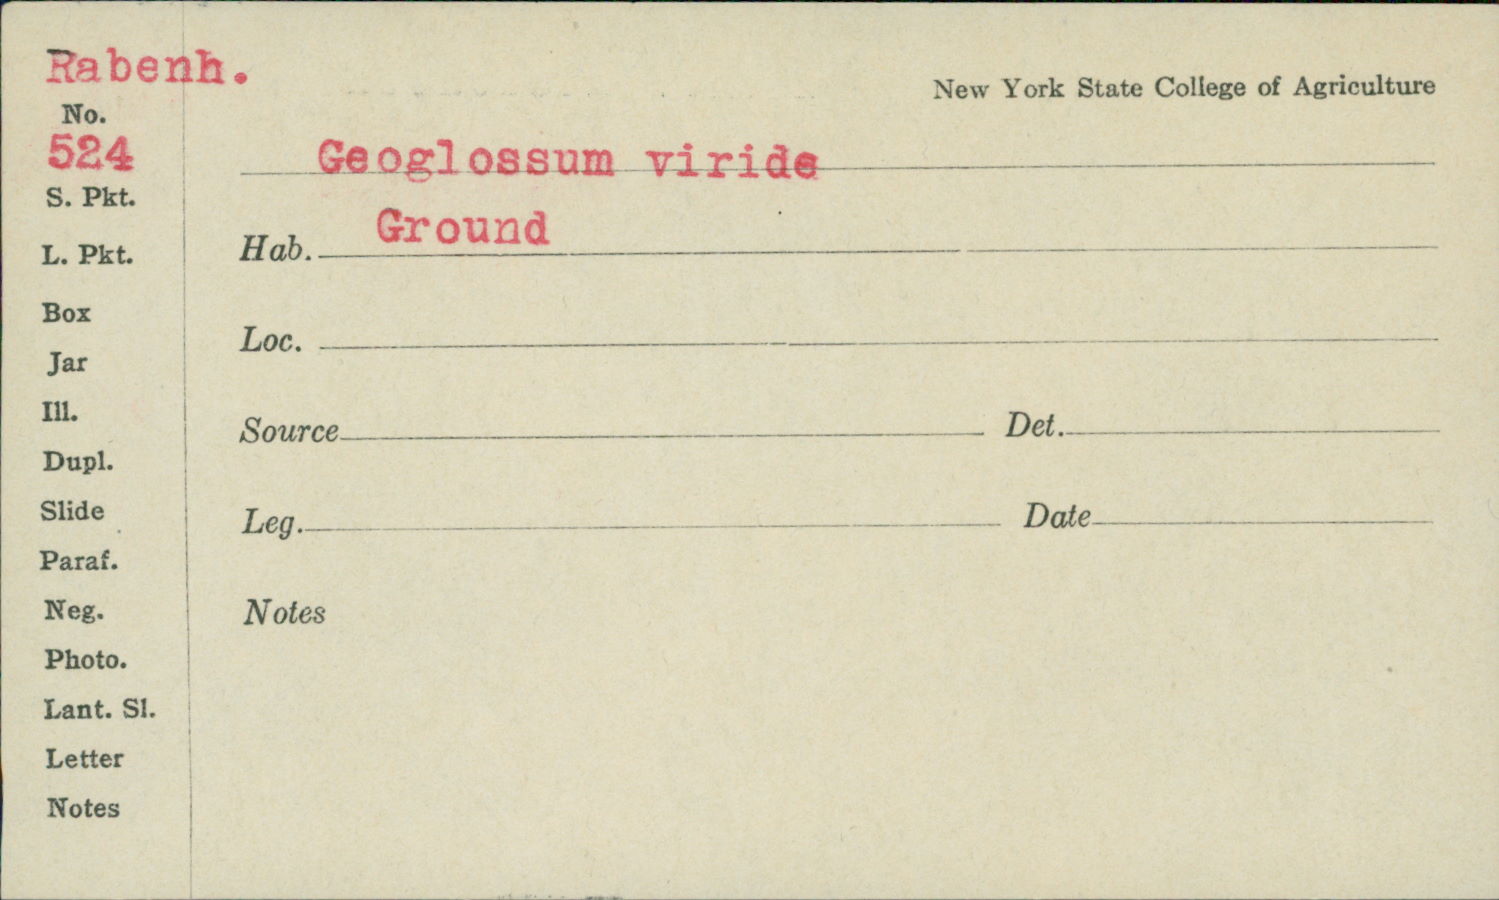 Rabenh.
New York State College of Agriculture
No.
524
Geoglossum viride
S. Pkt.
Hab. Ground
L. Pkt.
Box
Loc.
Jar
Ill.
Source Det.
Dupl.
Slide
Leg. Date
Paraf.
Neg.
Notes
Photo.
Lant. Sl.
Letter
Notes